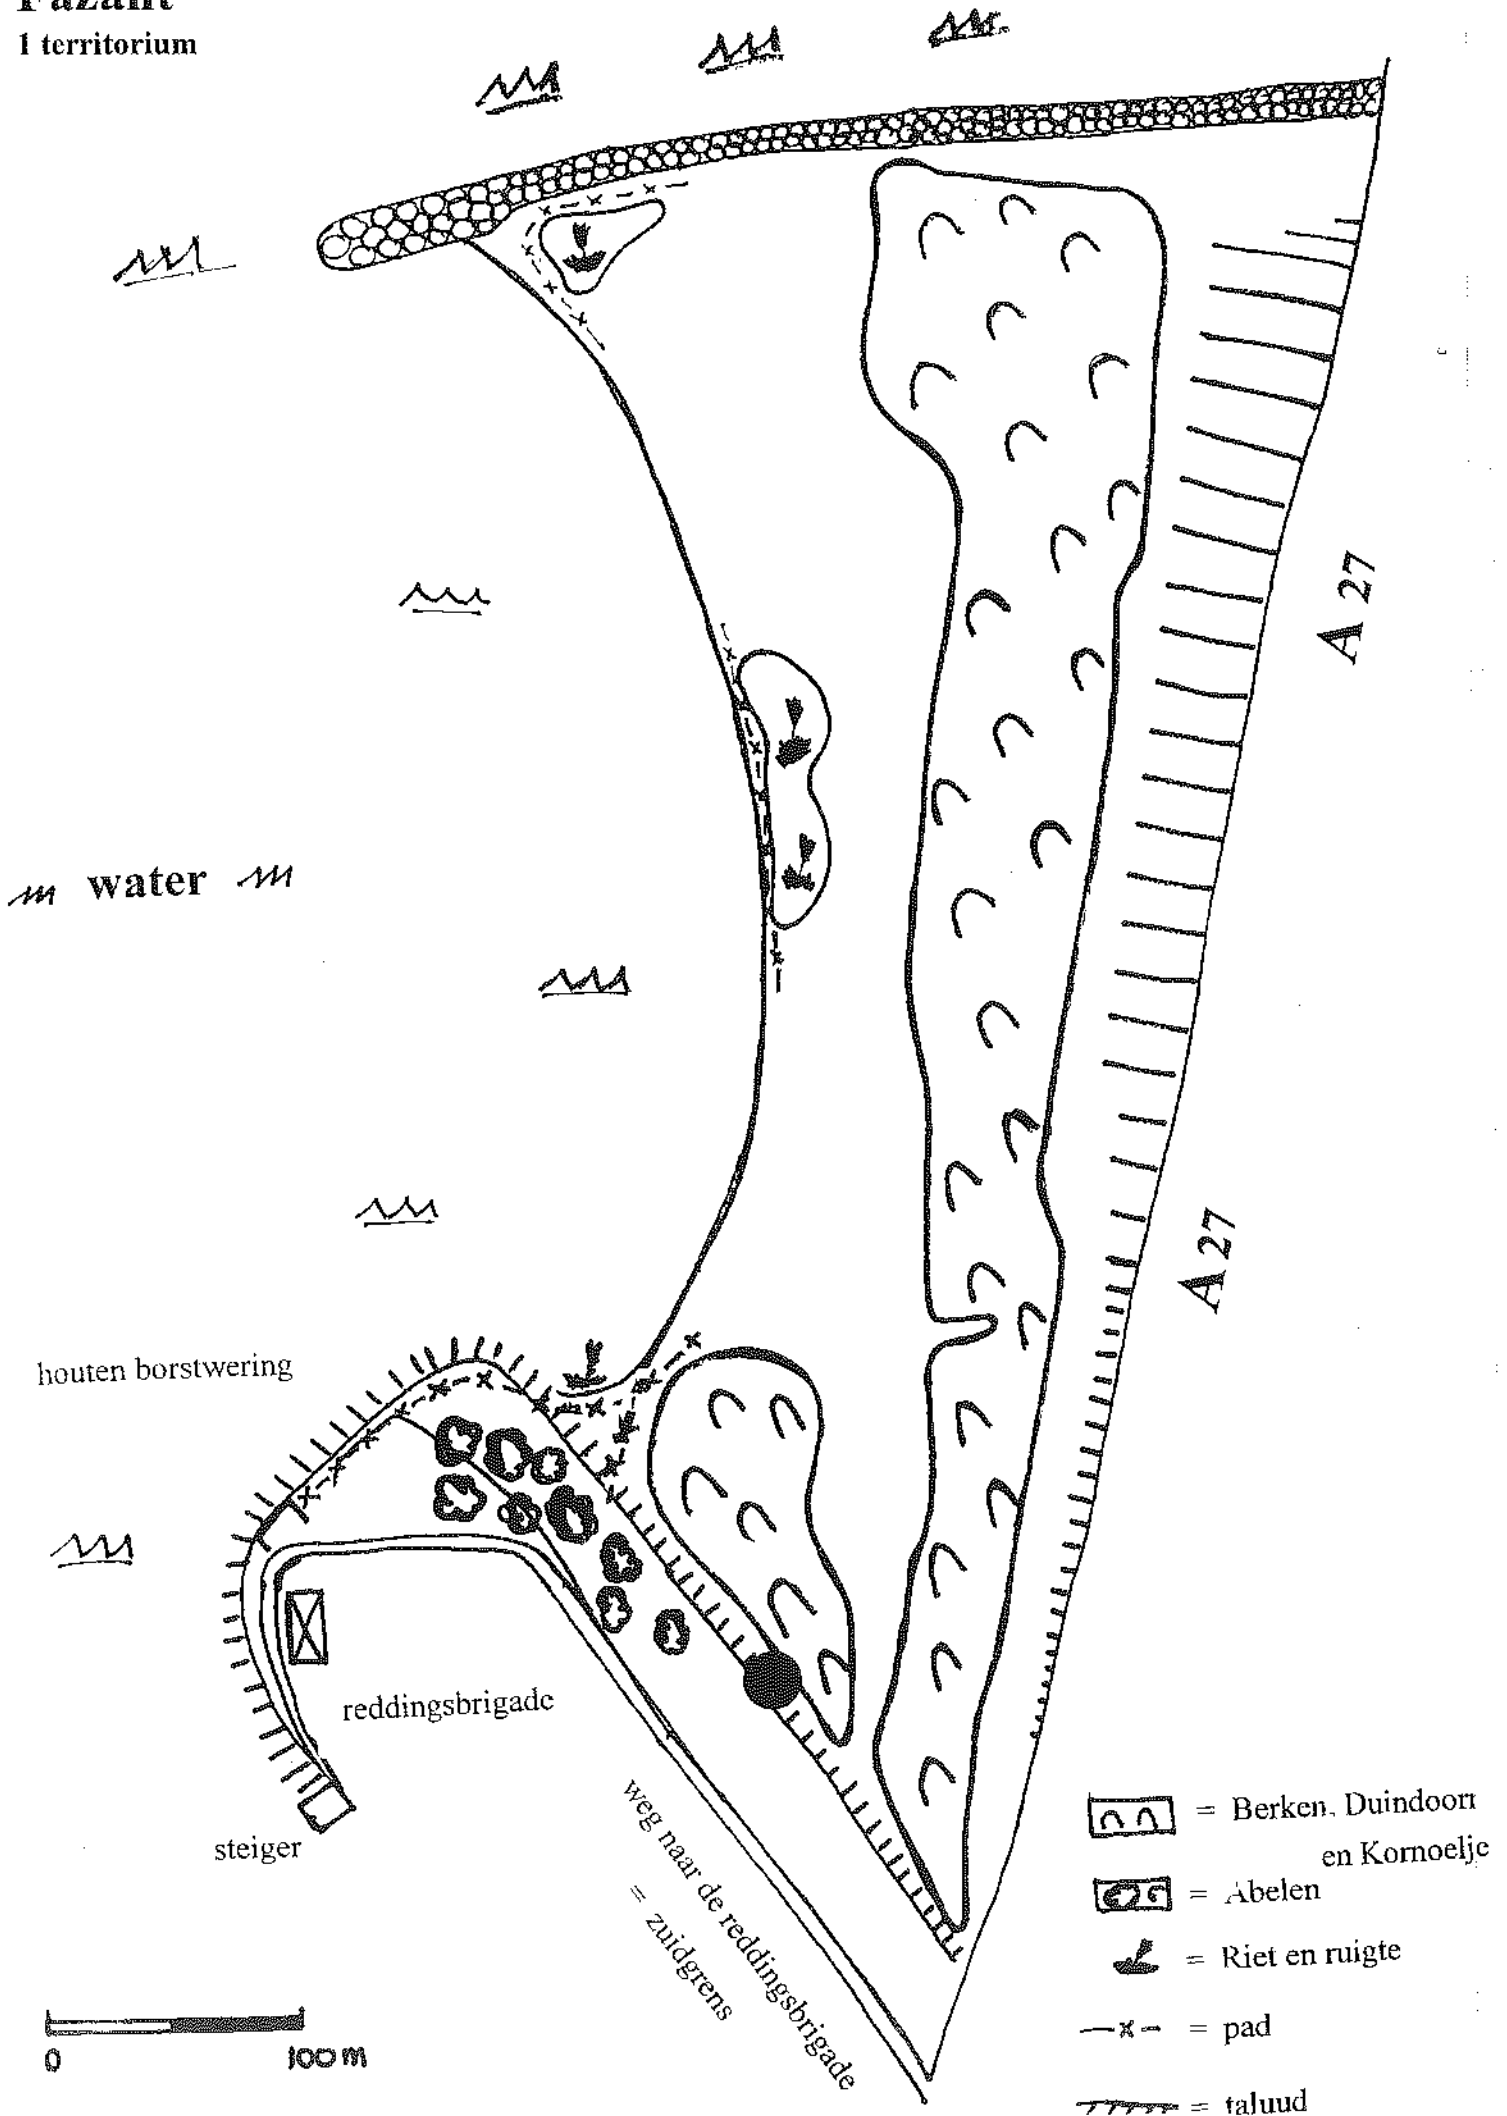 Fazant
1 territorium
A 27
water
A 27
houten borstwering
reddingsbrigade
steiger
weg naar de reddingsbrigade
= zuidgrens
= Berken, Duindoorn
en Kornoelje
= Abelen
= Riet en ruigte
= pad
= taluud
0 100 m